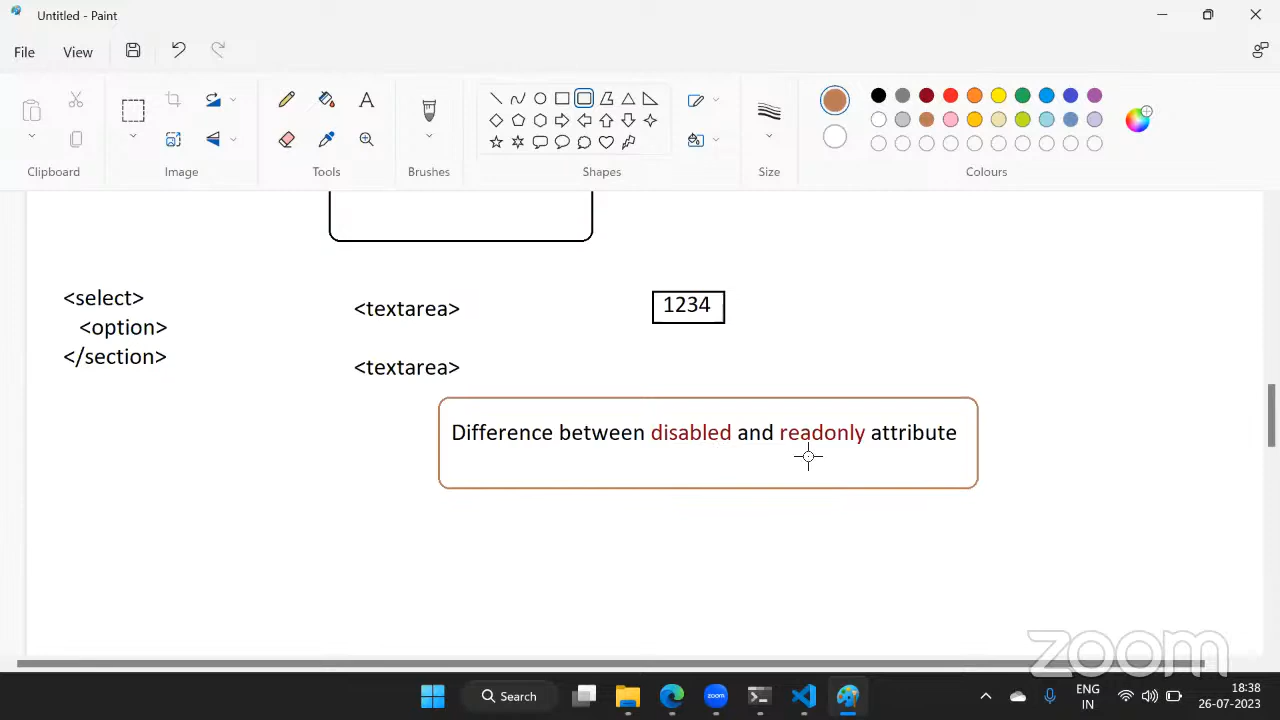 Untitled - Paint
File View
Clipboard
Image
Tools
Brushes
Shapes
Size
Colours
<select>
<option>
</section>
<textarea>
<textarea>
1234
Difference between disabled and readonly attribute
zoom
Search
zoom
ENG
IN
18:38
26-07-2023